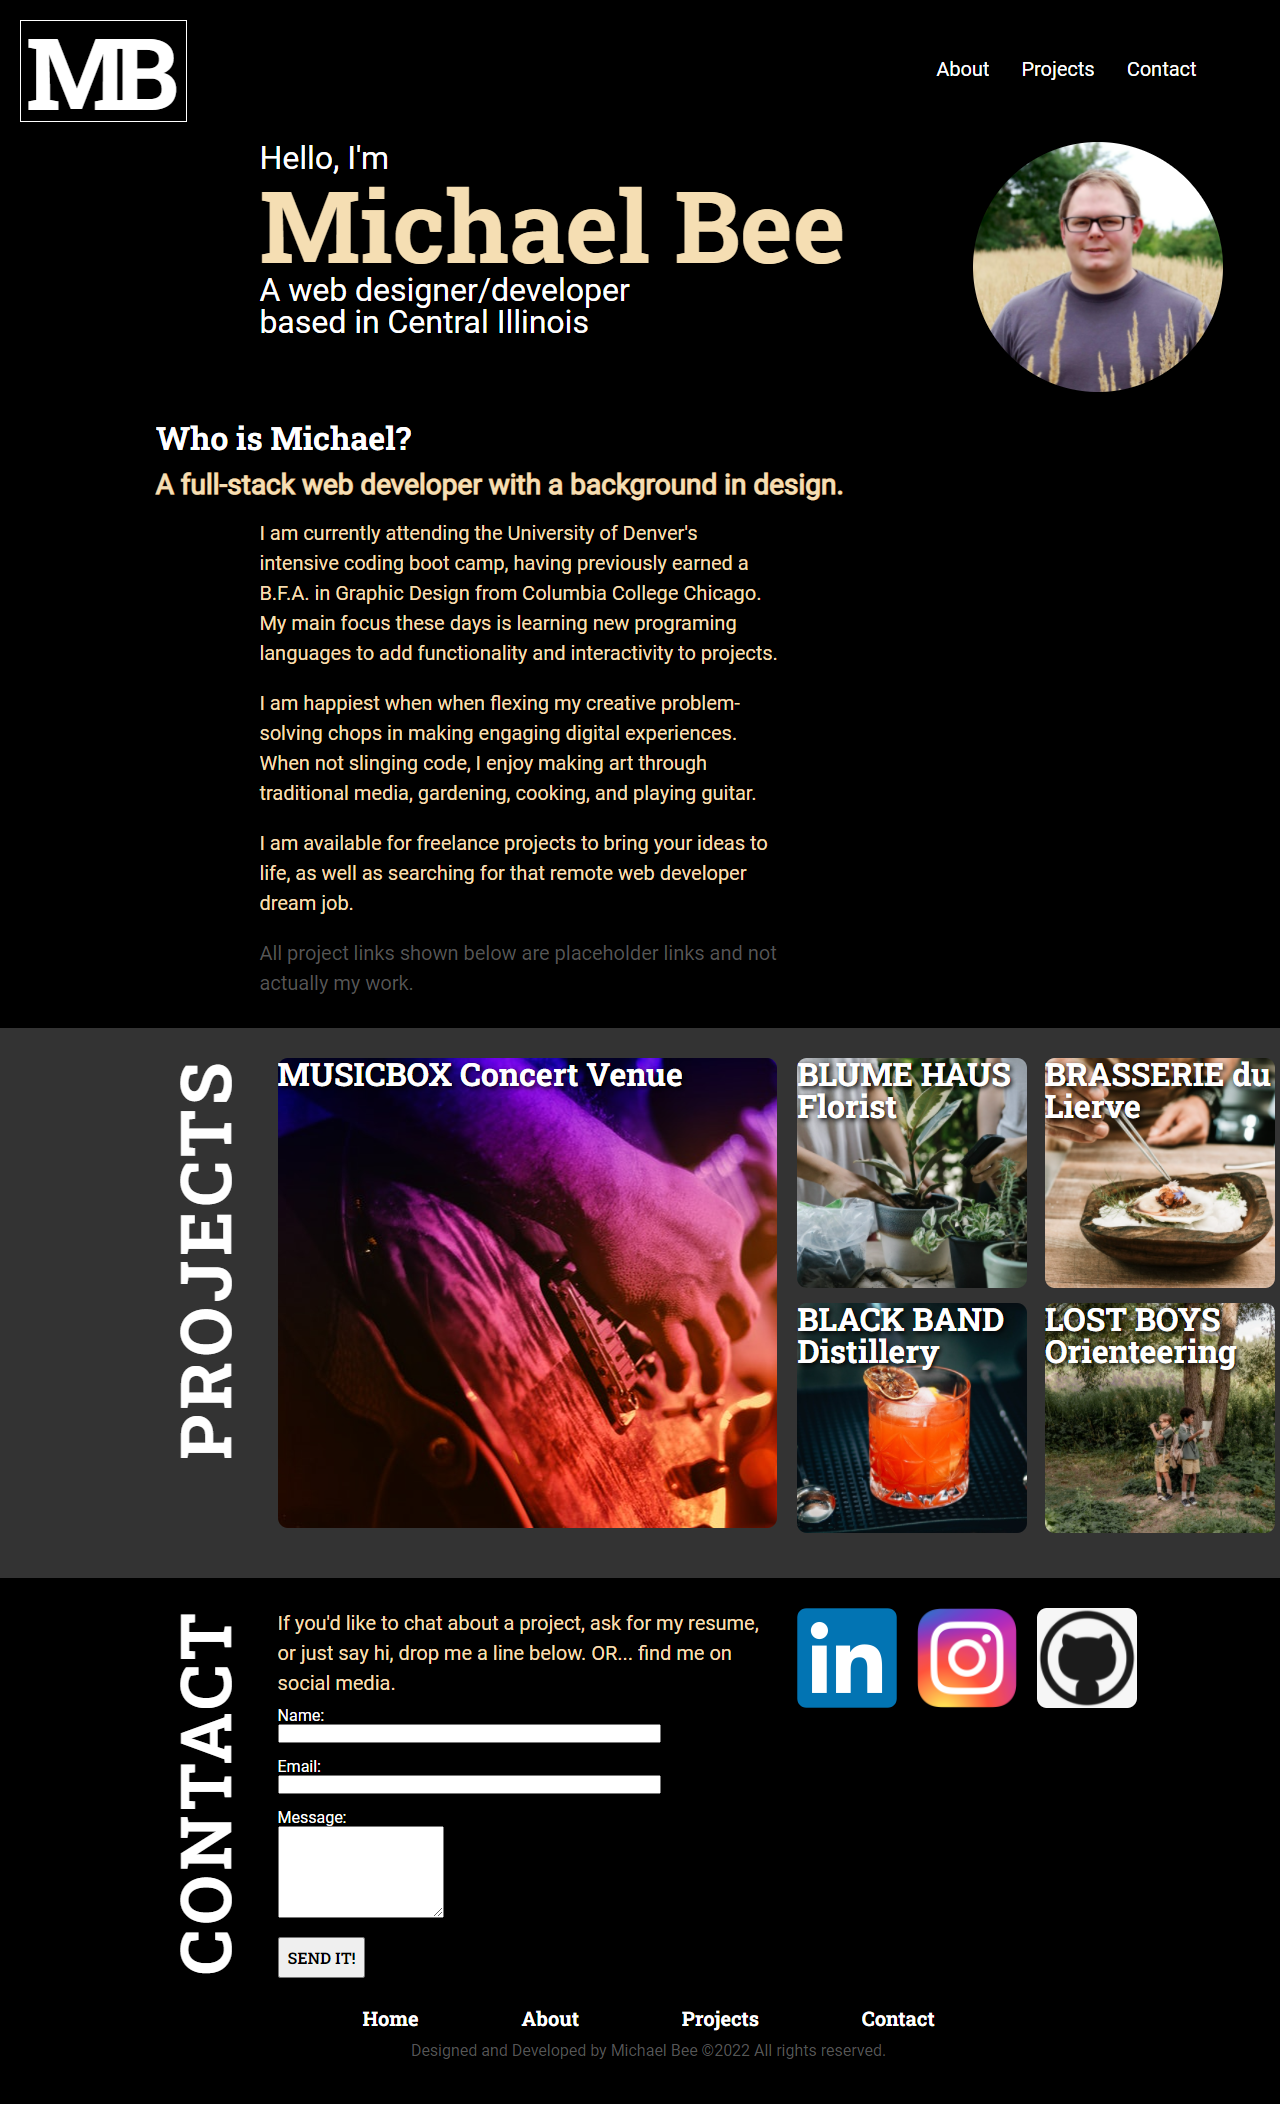 MB
About Projects Contact
Hello, I'm
Michael Bee
A web designer/developer
based in Central Illinois
Who is Michael?
A full-stack web developer with a background in design.
I am currently attending the University of Denver's
intensive coding boot camp, having previously earned a
B.F.A. in Graphic Design from Columbia College Chicago.
My main focus these days is learning new programing
languages to add functionality and interactivity to projects.
I am happiest when when flexing my creative problem-
solving chops in making engaging digital experiences.
When not slinging code, I enjoy making art through
traditional media, gardening, cooking, and playing guitar.
I am available for freelance projects to bring your ideas to
life, as well as searching for that remote web developer
dream job.
All project links shown below are placeholder links and not
actually my work.
PROJECTS
MUSICBOX Concert Venue
BLUME HAUS
Florist
BRASSERIE du
Lierve
BLACK BAND
Distillery
LOST BOYS
Orienteering
CONTACT
If you'd like to chat about a project, ask for my resume,
or just say hi, drop me a line below. OR... find me on
social media.
in
Name:
Email:
Message:
SEND IT!
Home About Projects Contact
Designed and Developed by Michael Bee ©2022 All rights reserved.